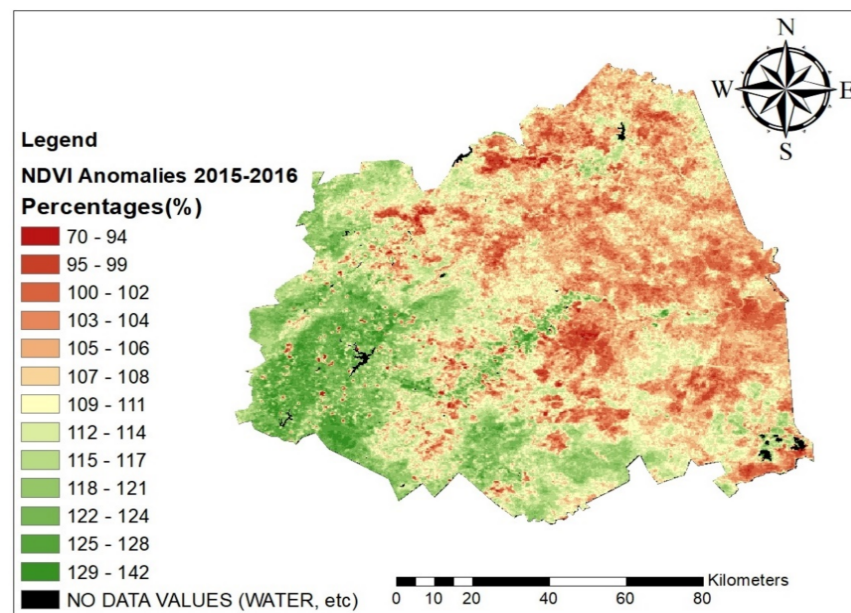 N
W E
S
Legend
NDVI Anomalies 2015-2016
Percentages(%)
70 - 94
95 - 99
100 - 102
103 - 104
105 - 106
107 - 108
109 - 111
112 - 114
115 - 117
118 - 121
122 - 124
125 - 128
129 - 142
NO DATA VALUES (WATER, etc)
Kilometers
0 10 20 40 60 80